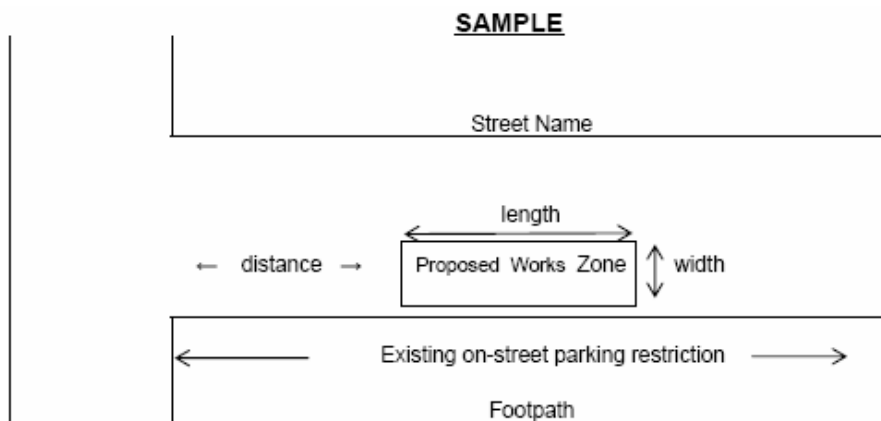 SAMPLE
Street Name
length
← distance → Proposed Works Zone width
Existing on-street parking restriction
Footpath